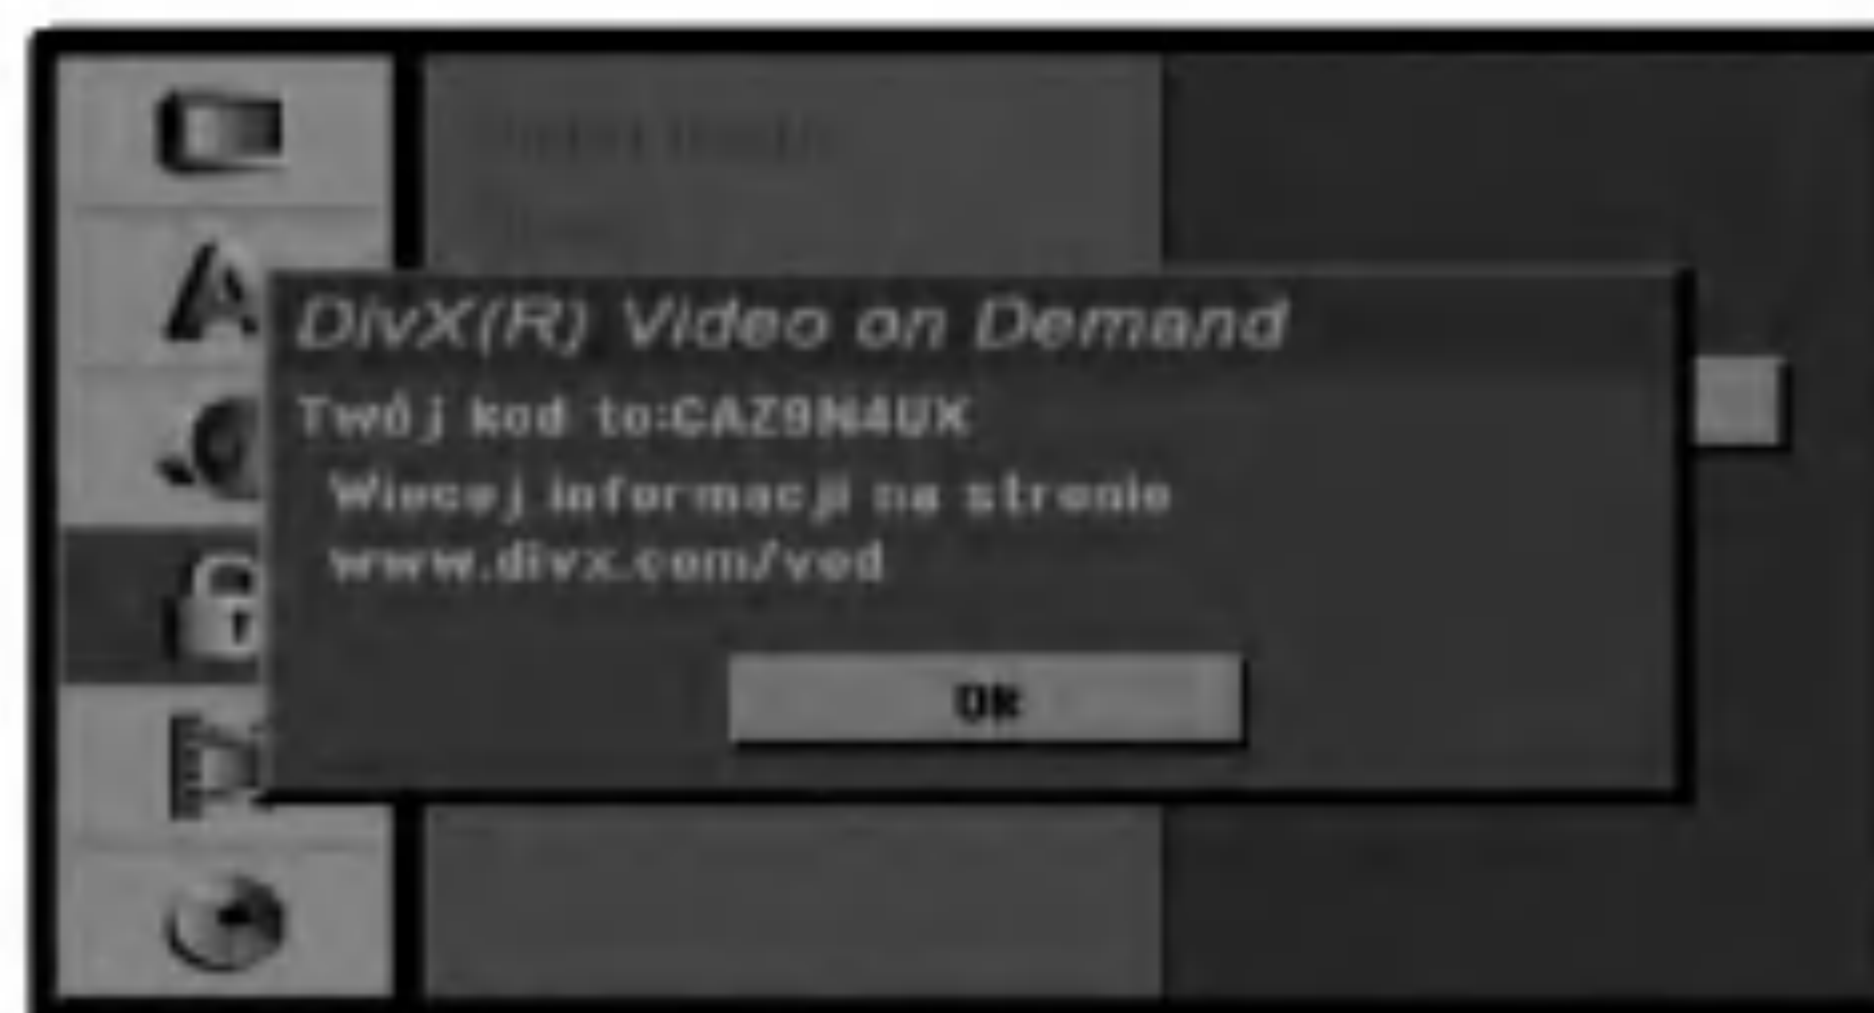 DivX(R) Video on Demand
Twój kod to:CAZ9N4UX
Wiecej informacji na stronie
www.divx.com/vod
OK